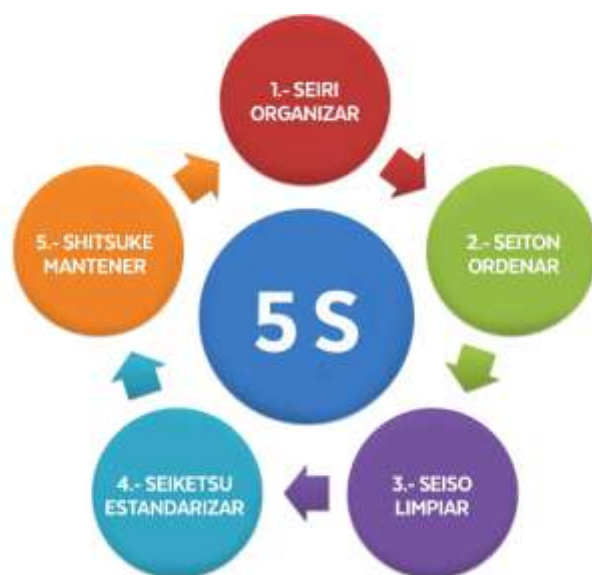 1.- SEIRI
ORGANIZAR
5.- SHITSUKE
MANTENER
2.- SEITON
ORDENAR
5 S
4.- SEIKETSU
ESTANDARIZAR
3.- SEISO
LIMPIAR